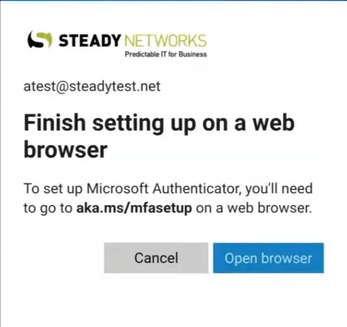 STEADY NETWORKS
Predictable IT for Business
atest@steadytest.net
Finish setting up on a web
browser
To set up Microsoft Authenticator, you'll need
to go to aka.ms/mfasetup on a web browser.
Cancel Open browser